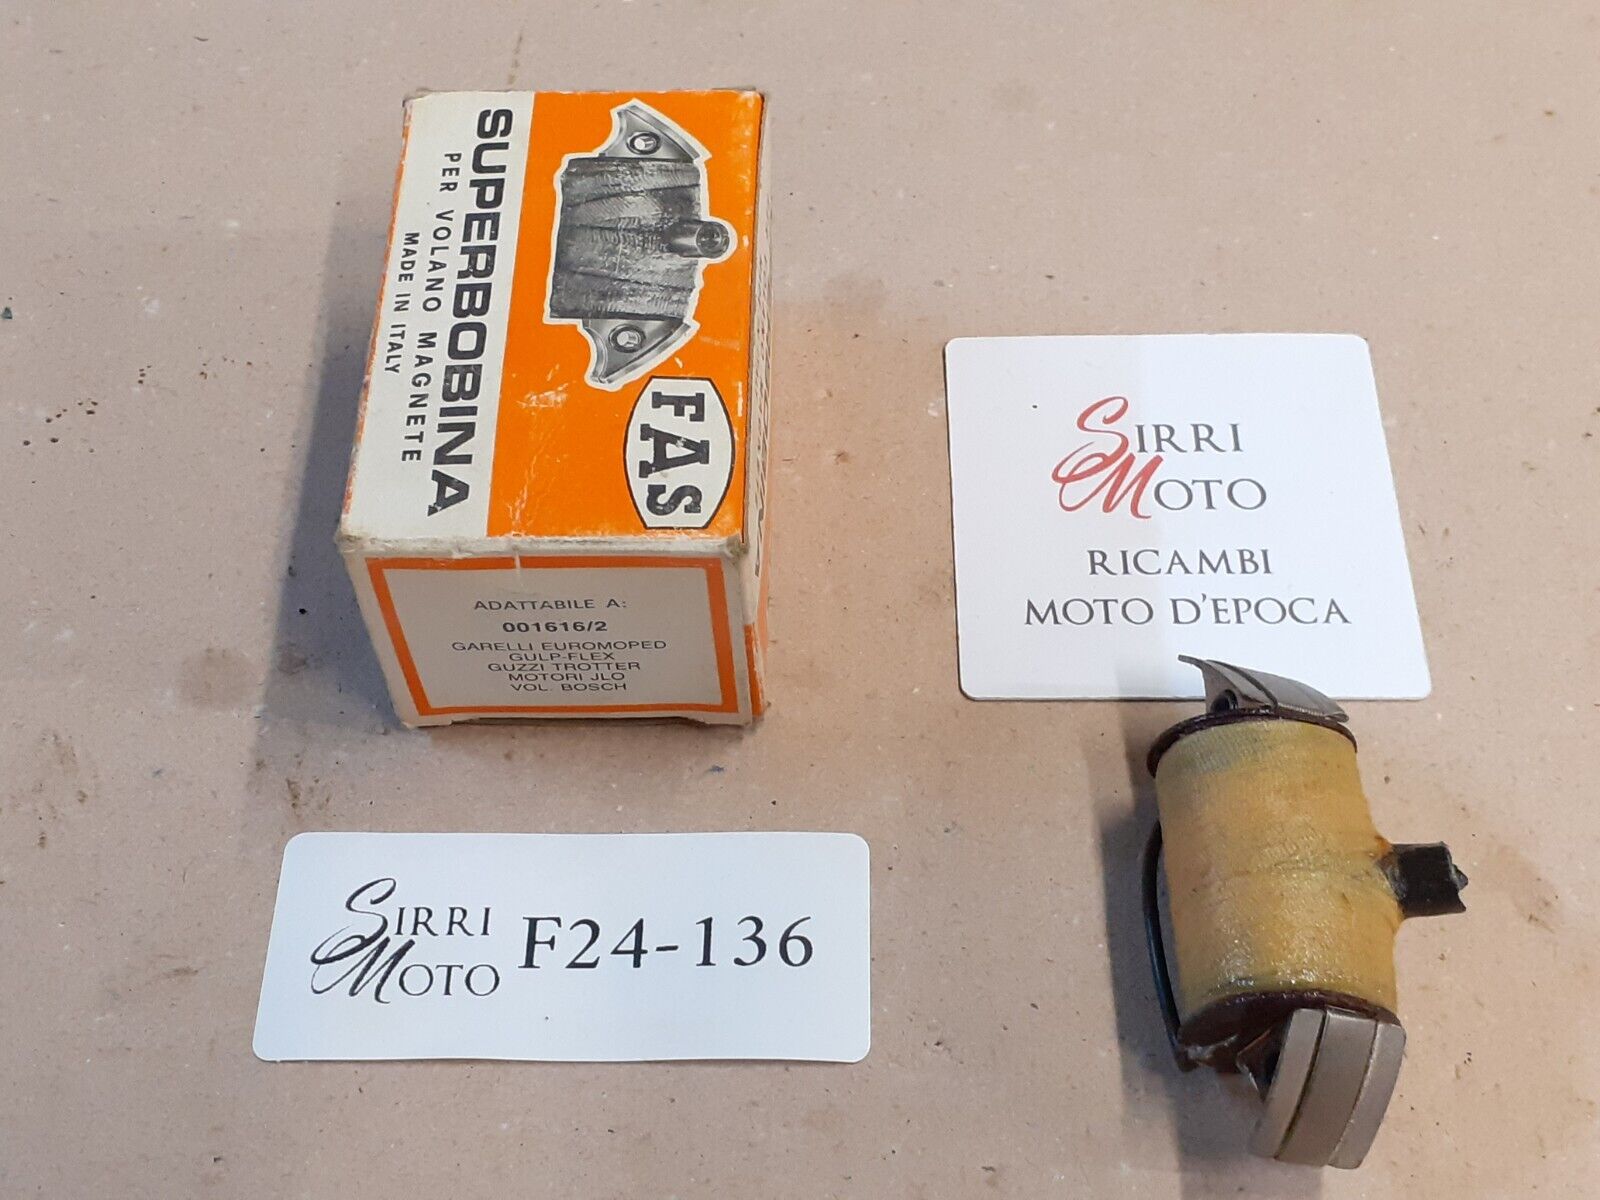 SUPERBOBINA
PER VOLANO MAGNETE
MADE IN ITALY
FAS
ADATTABILE A:
001616/2
GARELLI EUROMOPED
GULP-FLEX
GUZZI TROTTER
MOTORI JLO
VOL. BOSCH
SIRRI
MOTO
RICAMBI
MOTO D'EPOCA
SIRRI
MOTO
F24-136